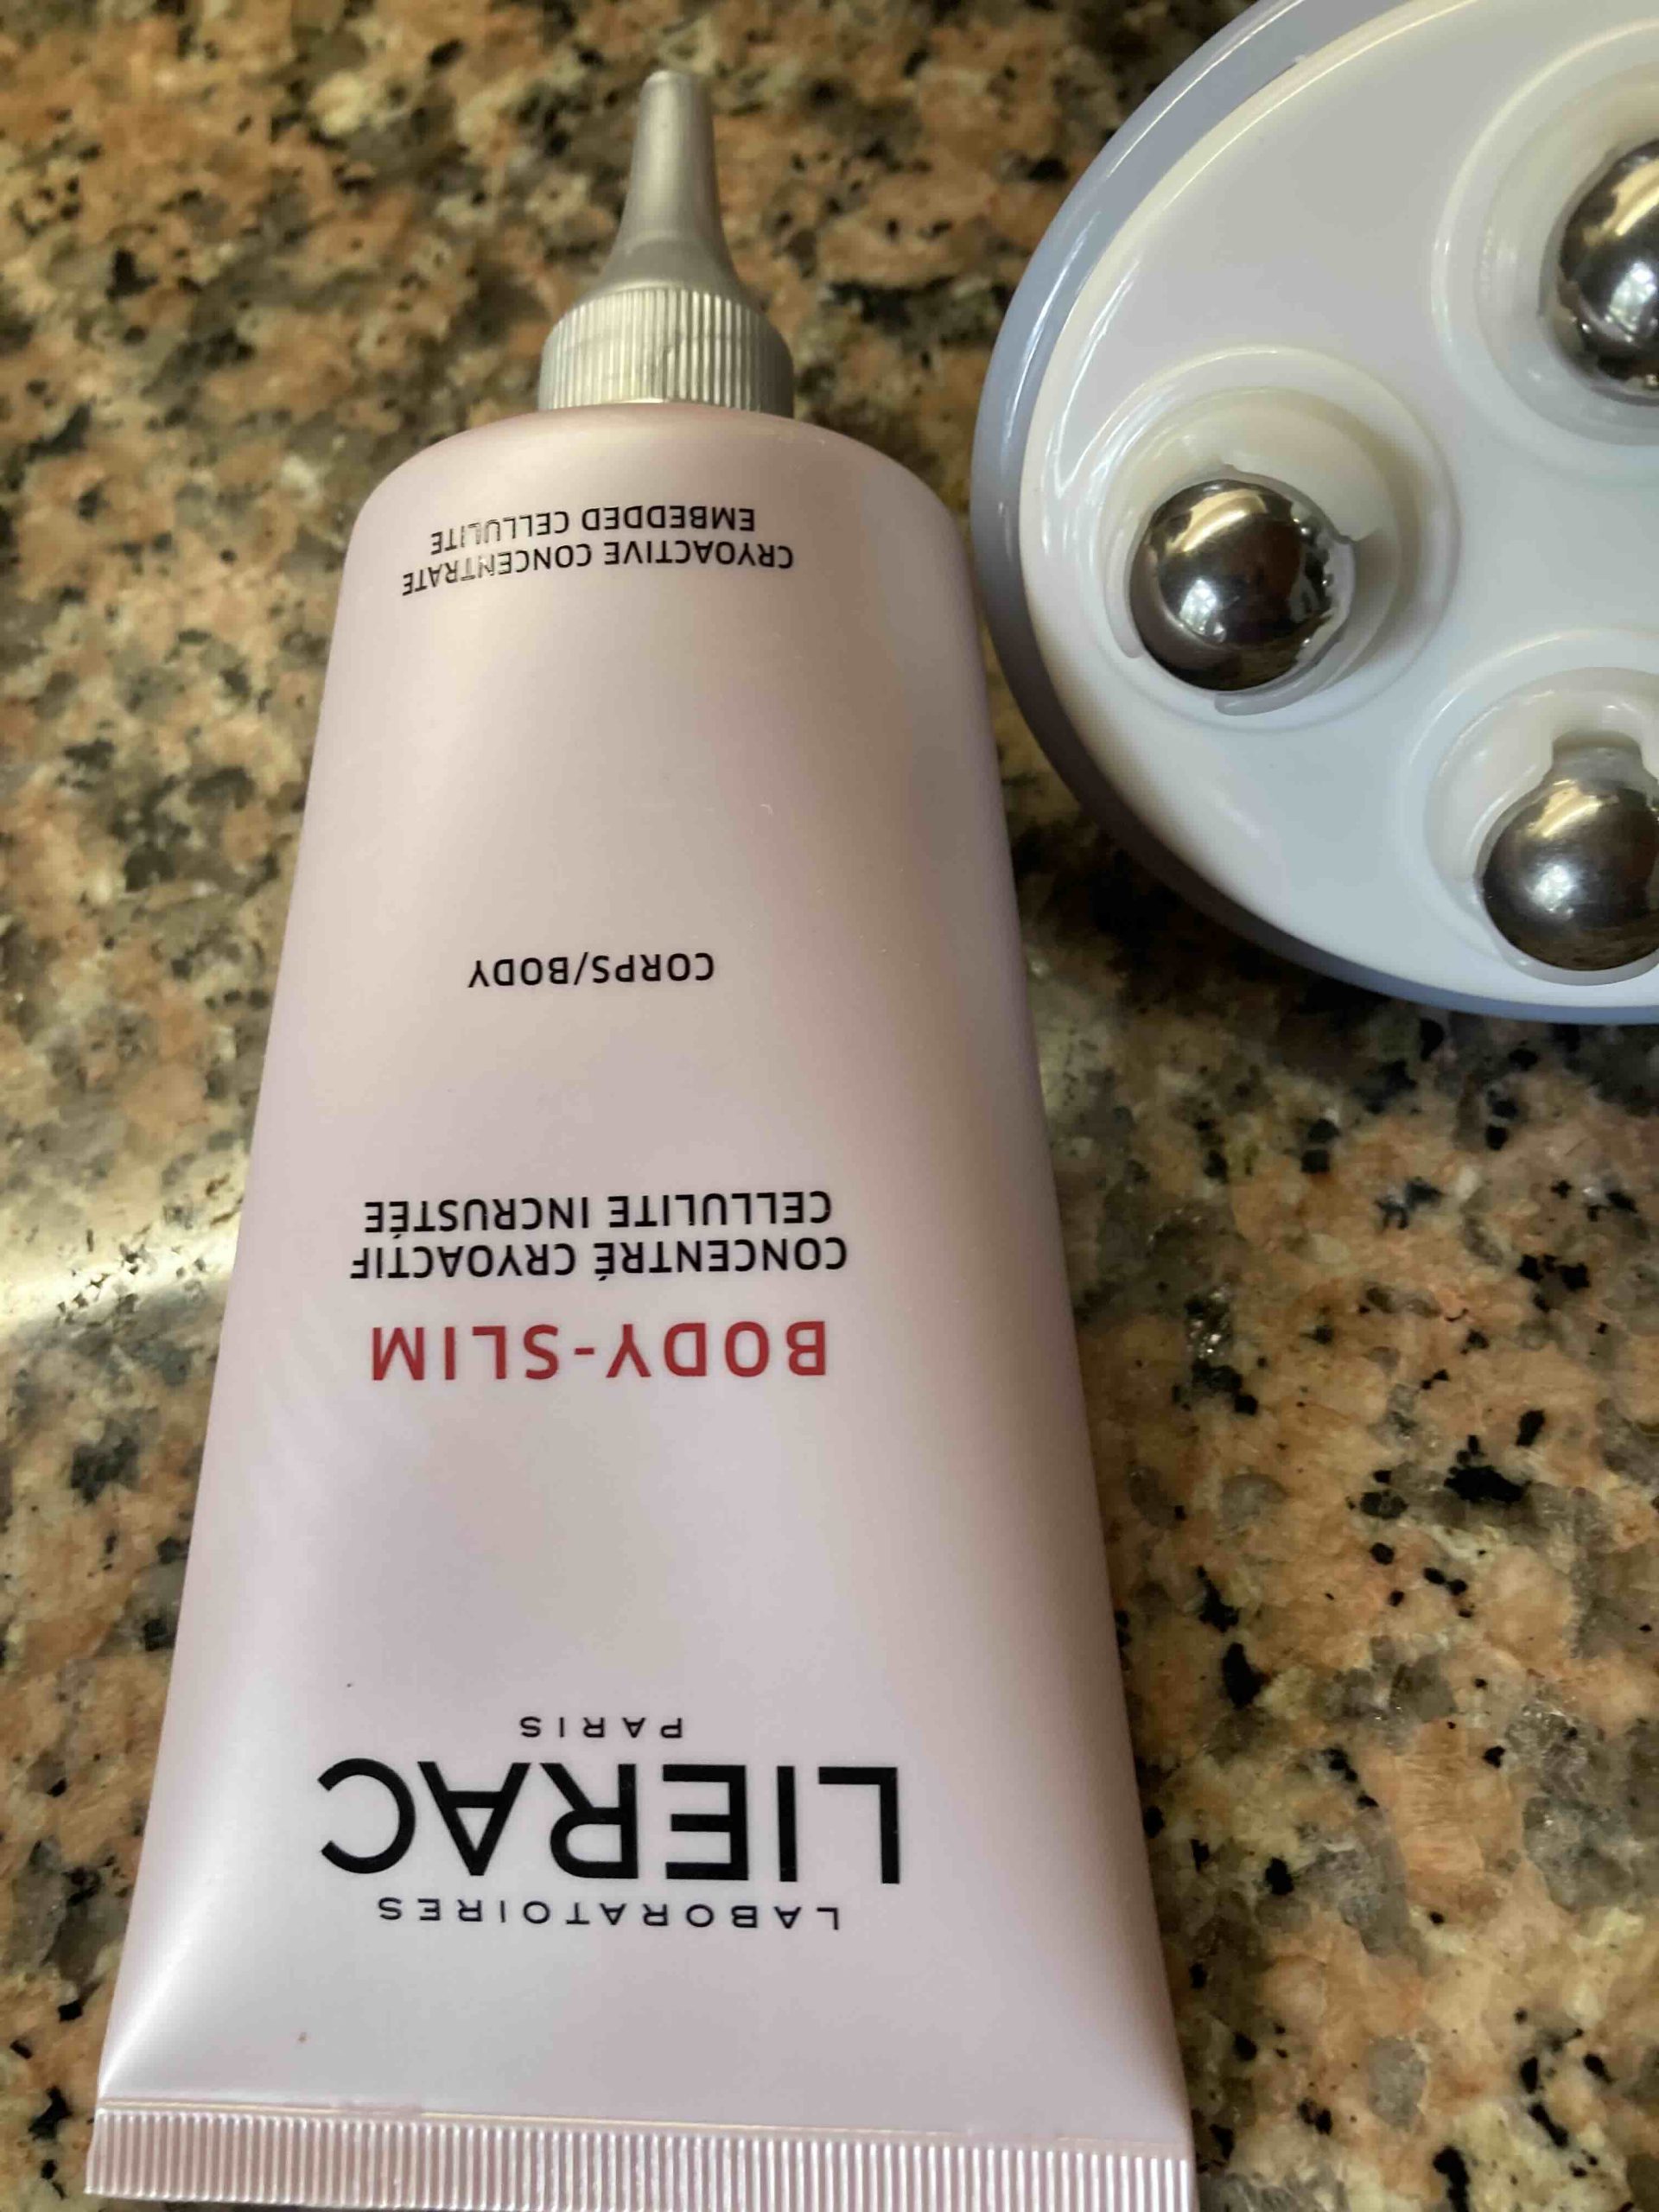 LABORATOIRES
LIERAC
PARIS
BODY-SLIM
CONCENTRÉ CRYOACTIF
CELLULITE INCRUSTÉE
CORPS/BODY
CRYOACTIVE CONCENTRATE
EMBEDDED CELLULITE